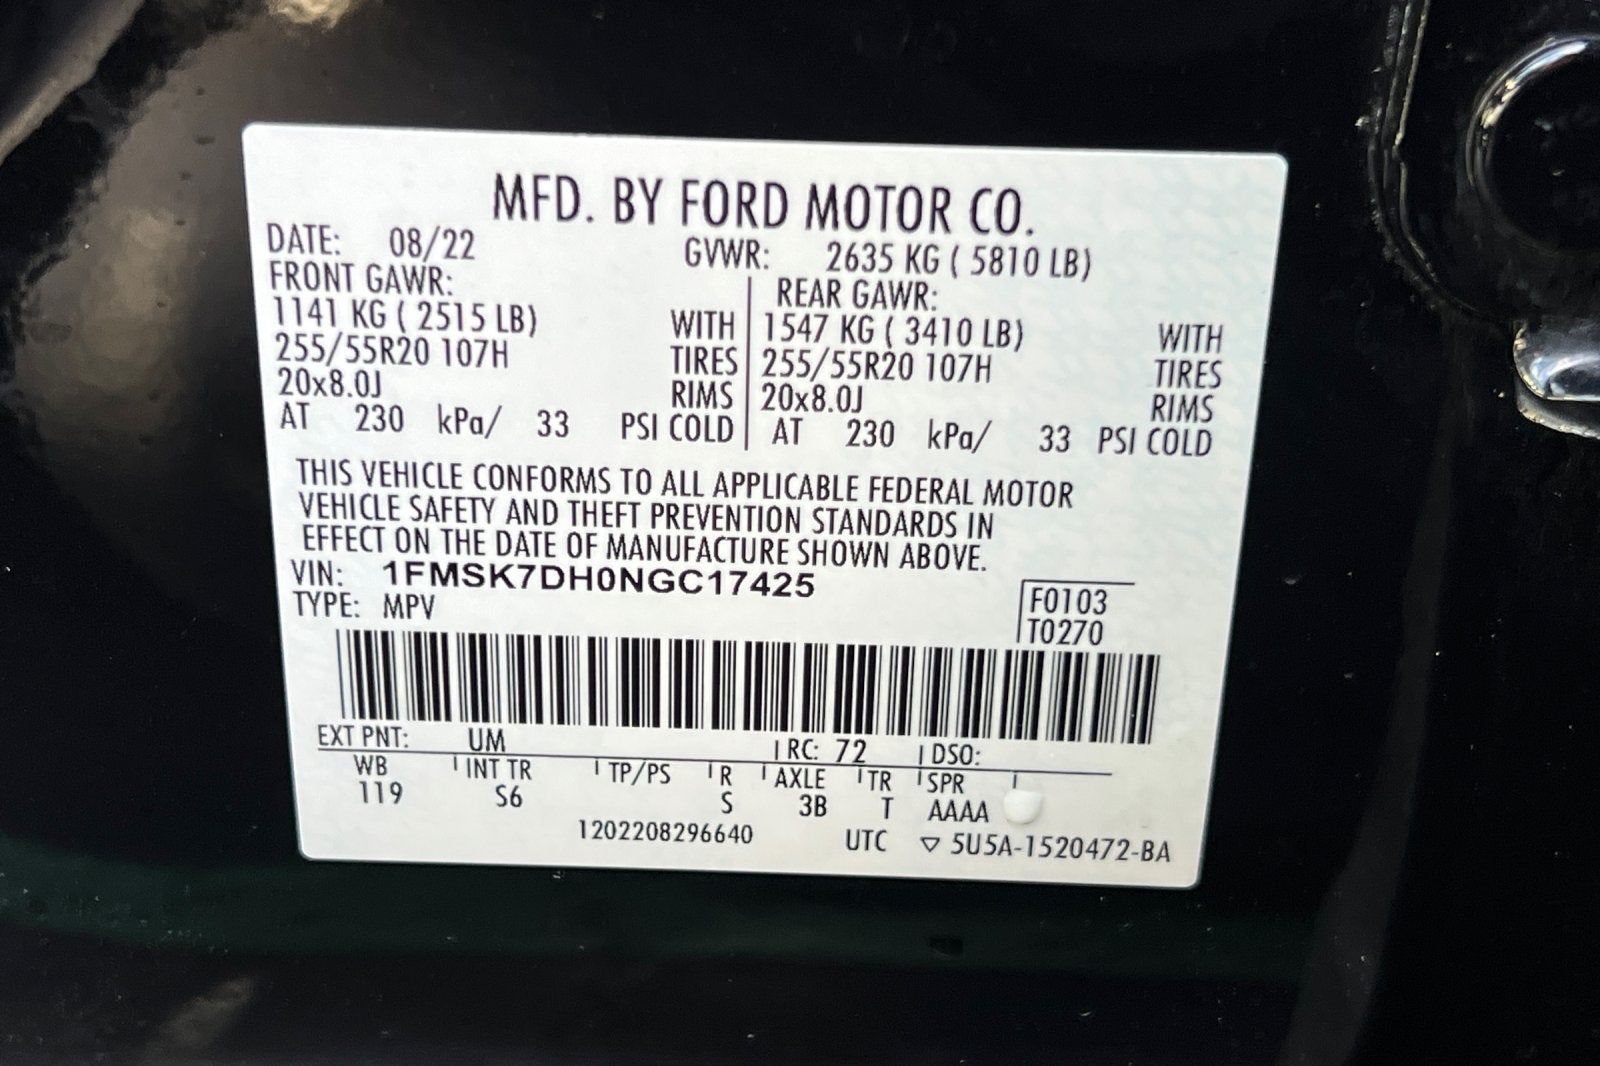 MFD. BY FORD MOTOR CO.
DATE: 08/22 GVWR: 2635 KG ( 5810 LB)
FRONT GAWR: REAR GAWR:
1141 KG ( 2515 LB) WITH 1547 KG ( 3410 LB) WITH
255/55R20 107H TIRES 255/55R20 107H TIRES
20x8.0J RIMS 20x8.0J RIMS
AT 230 kPa/ 33 PSI COLD AT 230 kPa/ 33 PSI COLD
THIS VEHICLE CONFORMS TO ALL APPLICABLE FEDERAL MOTOR
VEHICLE SAFETY AND THEFT PREVENTION STANDARDS IN
EFFECT ON THE DATE OF MANUFACTURE SHOWN ABOVE.
VIN: 1FMSK7DH0NGC17425
TYPE: MPV F0103
T0270
EXT PNT: UM RC: 72 DSO:
WB INT TR TP/PS R AXLE TR SPR
119 S6 S 3B T AAAA
1202208296640 UTC ▽ 5U5A-1520472-BA